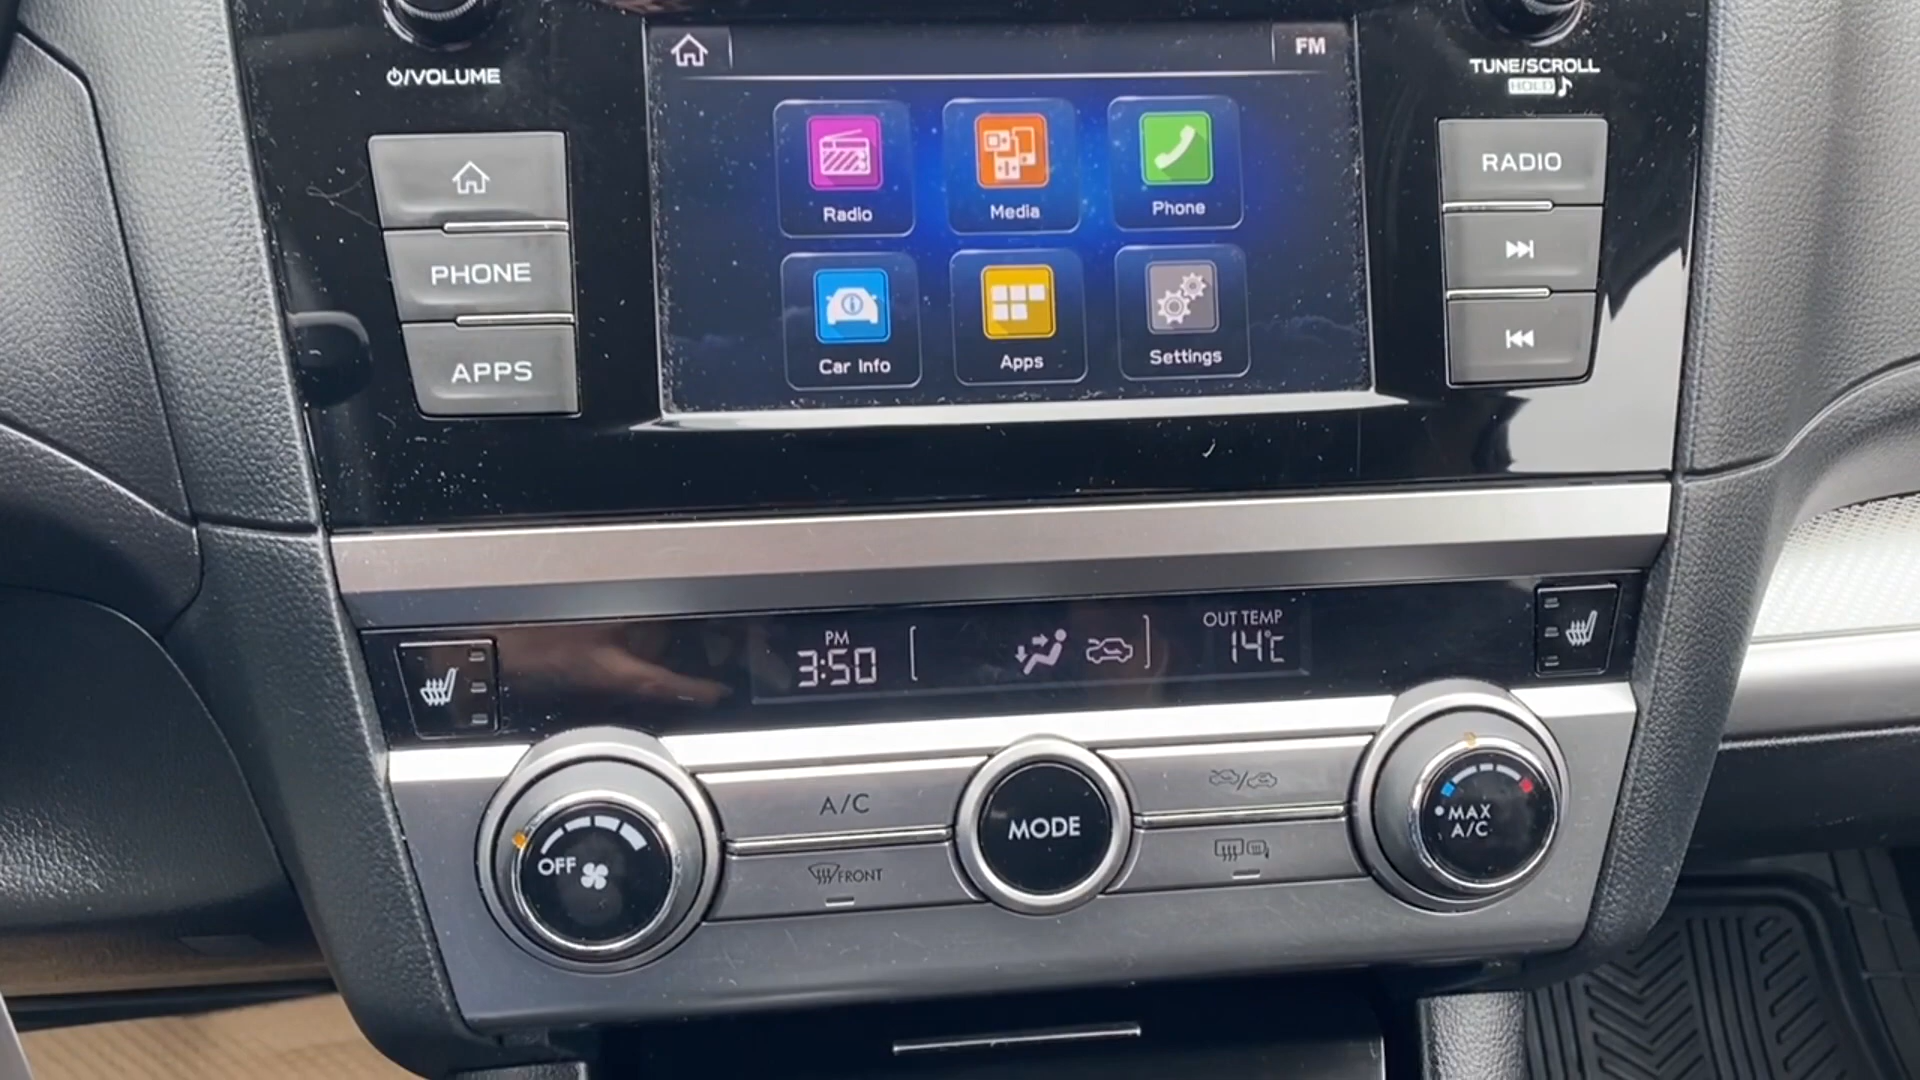 FM
/VOLUME
TUNE/SCROLL
HOLD
RADIO
Radio
Media
Phone
PHONE
APPS
Car Info
Apps
Settings
PM
3:50
OUT TEMP
14°C
A/C
MODE
MAX
A/C
OFF
FRONT